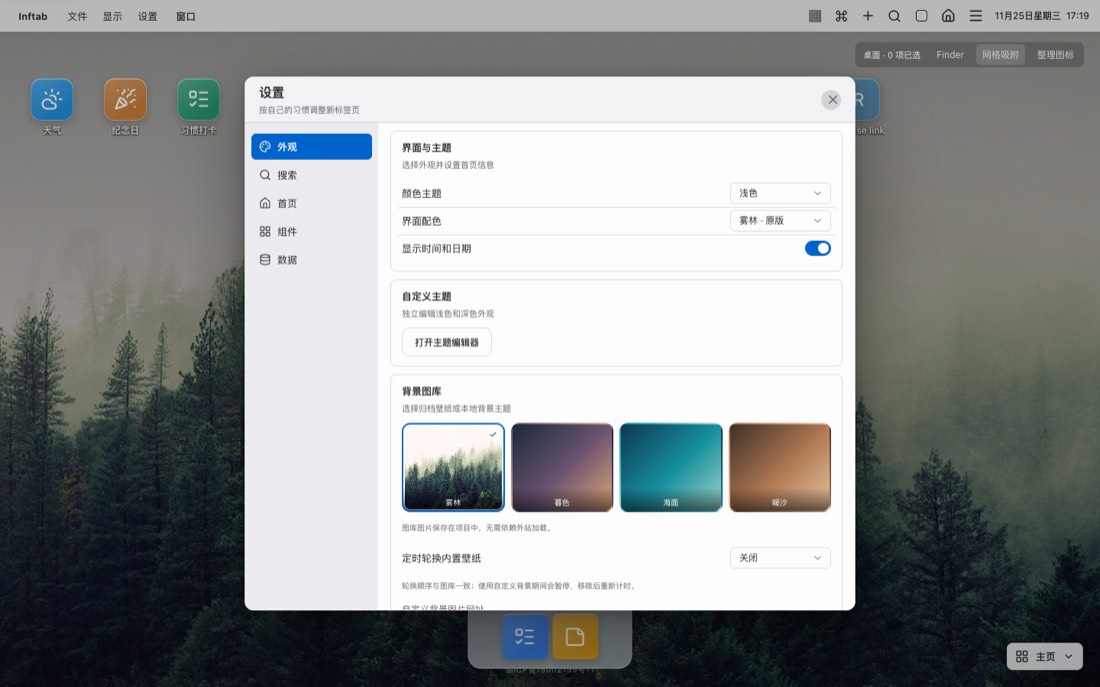 Inftab 文件 显示 设置 窗口 11月25日星期三 17:19
桌面 · 0 项已选 Finder 网格吸附 整理图标
天气 纪念日 习惯打卡
设置
按自己的习惯调整新标签页
外观
搜索
首页
组件
数据
界面与主题
选择外观并设置首页信息
颜色主题 浅色
界面配色 雾林 · 原版
显示时间和日期
自定义主题
独立编辑浅色和深色外观
打开主题编辑器
背景图库
选择归档壁纸或本地背景主题
雾林 暮色 海面 暖沙
图库图片保存在项目中，无需依赖外站加载。
定时轮换内置壁纸 关闭
轮换顺序与图库一致；使用自定义背景期间会暂停，移除后重新计时。
自定义背景图片网址
主页